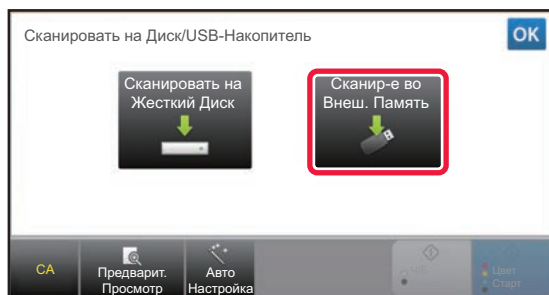 Сканировать на Диск/USB-Накопитель
OK
Сканировать на
Жесткий Диск
Сканир-е во
Внеш. Память
CA
Предварит.
Просмотр
Авто
Настройка
Ч/Б
Цвет
Старт